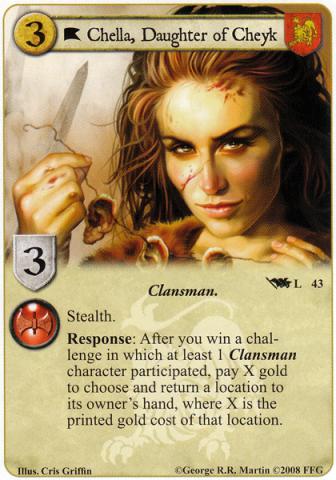 3
Chella, Daughter of Cheyk
3
Clansman.
L 43
Stealth.
Response: After you win a chal-
lenge in which at least 1 Clansman
character participated, pay X gold
to choose and return a location to
its owner's hand, where X is the
printed gold cost of that location.
Illus. Cris Griffin
©George R.R. Martin ©2008 FFG